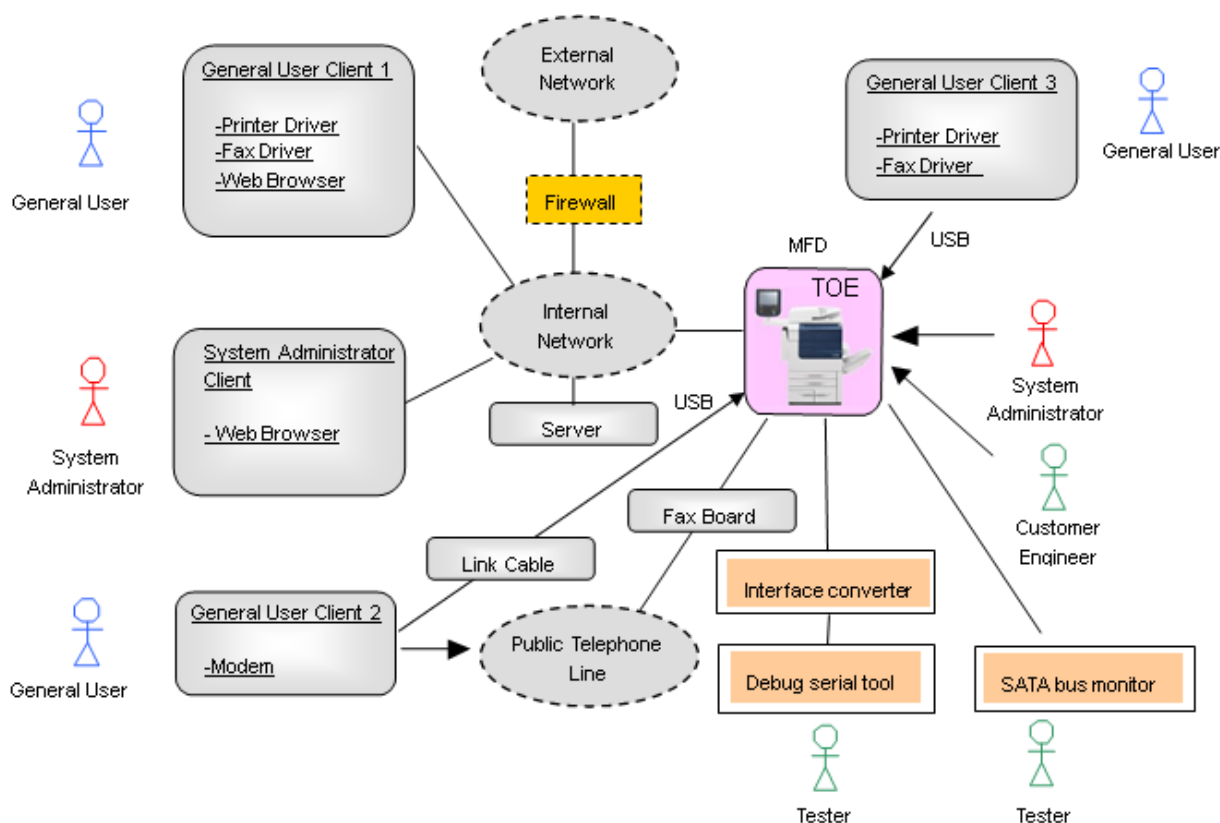 External
Network
General User Client 1
-Printer Driver
-Fax Driver
-Web Browser
General User
General User Client 3
-Printer Driver
-Fax Driver
General User
Firewall
USB
MFD
TOE
Internal
Network
System Administrator
Client
- Web Browser
System
Administrator
System
Administrator
USB
Server
Fax Board
Customer
Engineer
Link Cable
Interface converter
General User Client 2
-Modem
General User
Public Telephone
Line
Debug serial tool
SATA bus monitor
Tester
Tester